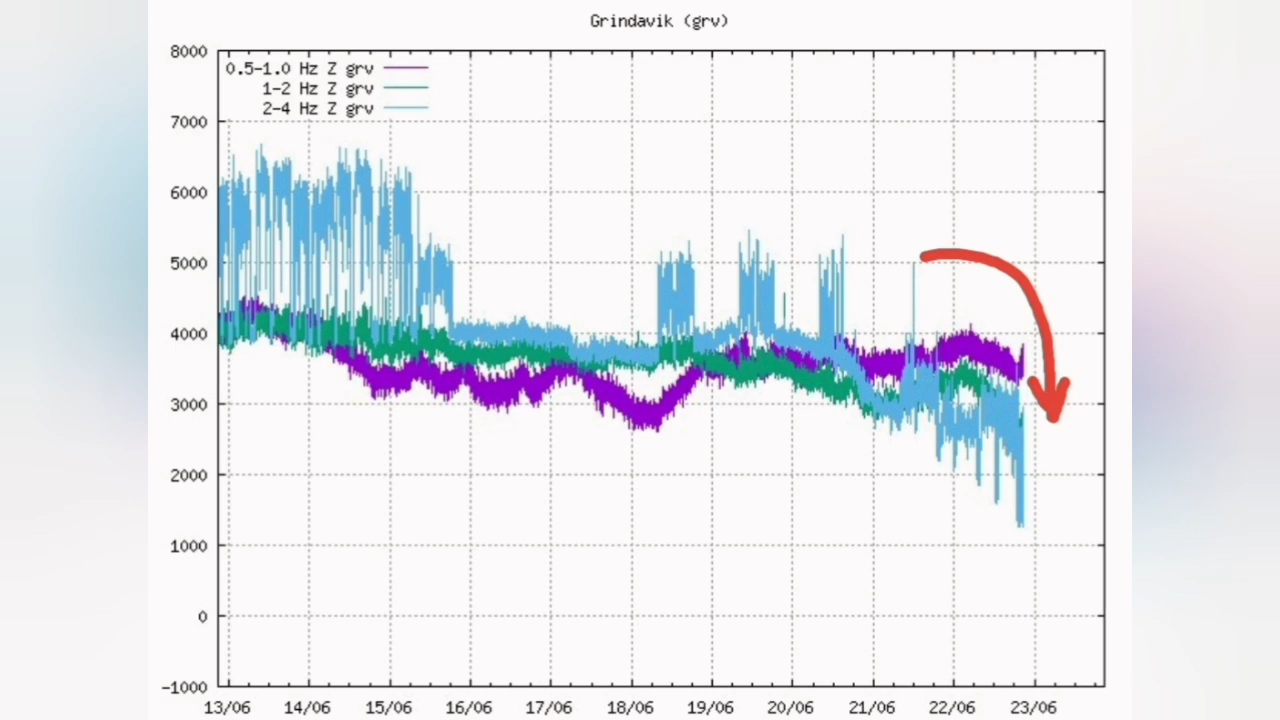 Grindavik (grv)
8000
0.5-1.0 Hz Z grv
1-2 Hz Z grv
2-4 Hz Z grv
7000
6000
5000
4000
3000
2000
1000
0
-1000
13/06 14/06 15/06 16/06 17/06 18/06 19/06 20/06 21/06 22/06 23/06